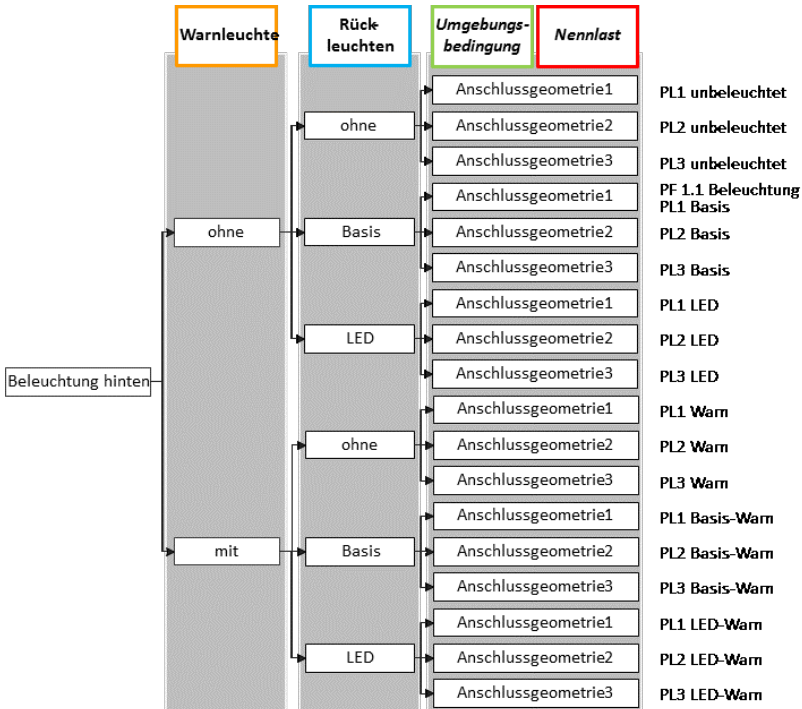 Warnleuchte
Rück-
leuchten
Umgebungs-
bedingung
Nennlast
Anschlussgeometrie1
PL1 unbeleuchtet
ohne
Anschlussgeometrie2
PL2 unbeleuchtet
Anschlussgeometrie3
PL3 unbeleuchtet
Anschlussgeometrie1
PF 1.1 Beleuchtung
PL1 Basis
ohne
Basis
Anschlussgeometrie2
PL2 Basis
Anschlussgeometrie3
PL3 Basis
Anschlussgeometrie1
PL1 LED
LED
Anschlussgeometrie2
PL2 LED
Anschlussgeometrie3
PL3 LED
Beleuchtung hinten
Anschlussgeometrie1
PL1 Warn
ohne
Anschlussgeometrie2
PL2 Warn
Anschlussgeometrie3
PL3 Warn
Anschlussgeometrie1
PL1 Basis-Warn
mit
Basis
Anschlussgeometrie2
PL2 Basis-Warn
Anschlussgeometrie3
PL3 Basis-Warn
Anschlussgeometrie1
PL1 LED-Warn
LED
Anschlussgeometrie2
PL2 LED-Warn
Anschlussgeometrie3
PL3 LED-Warn